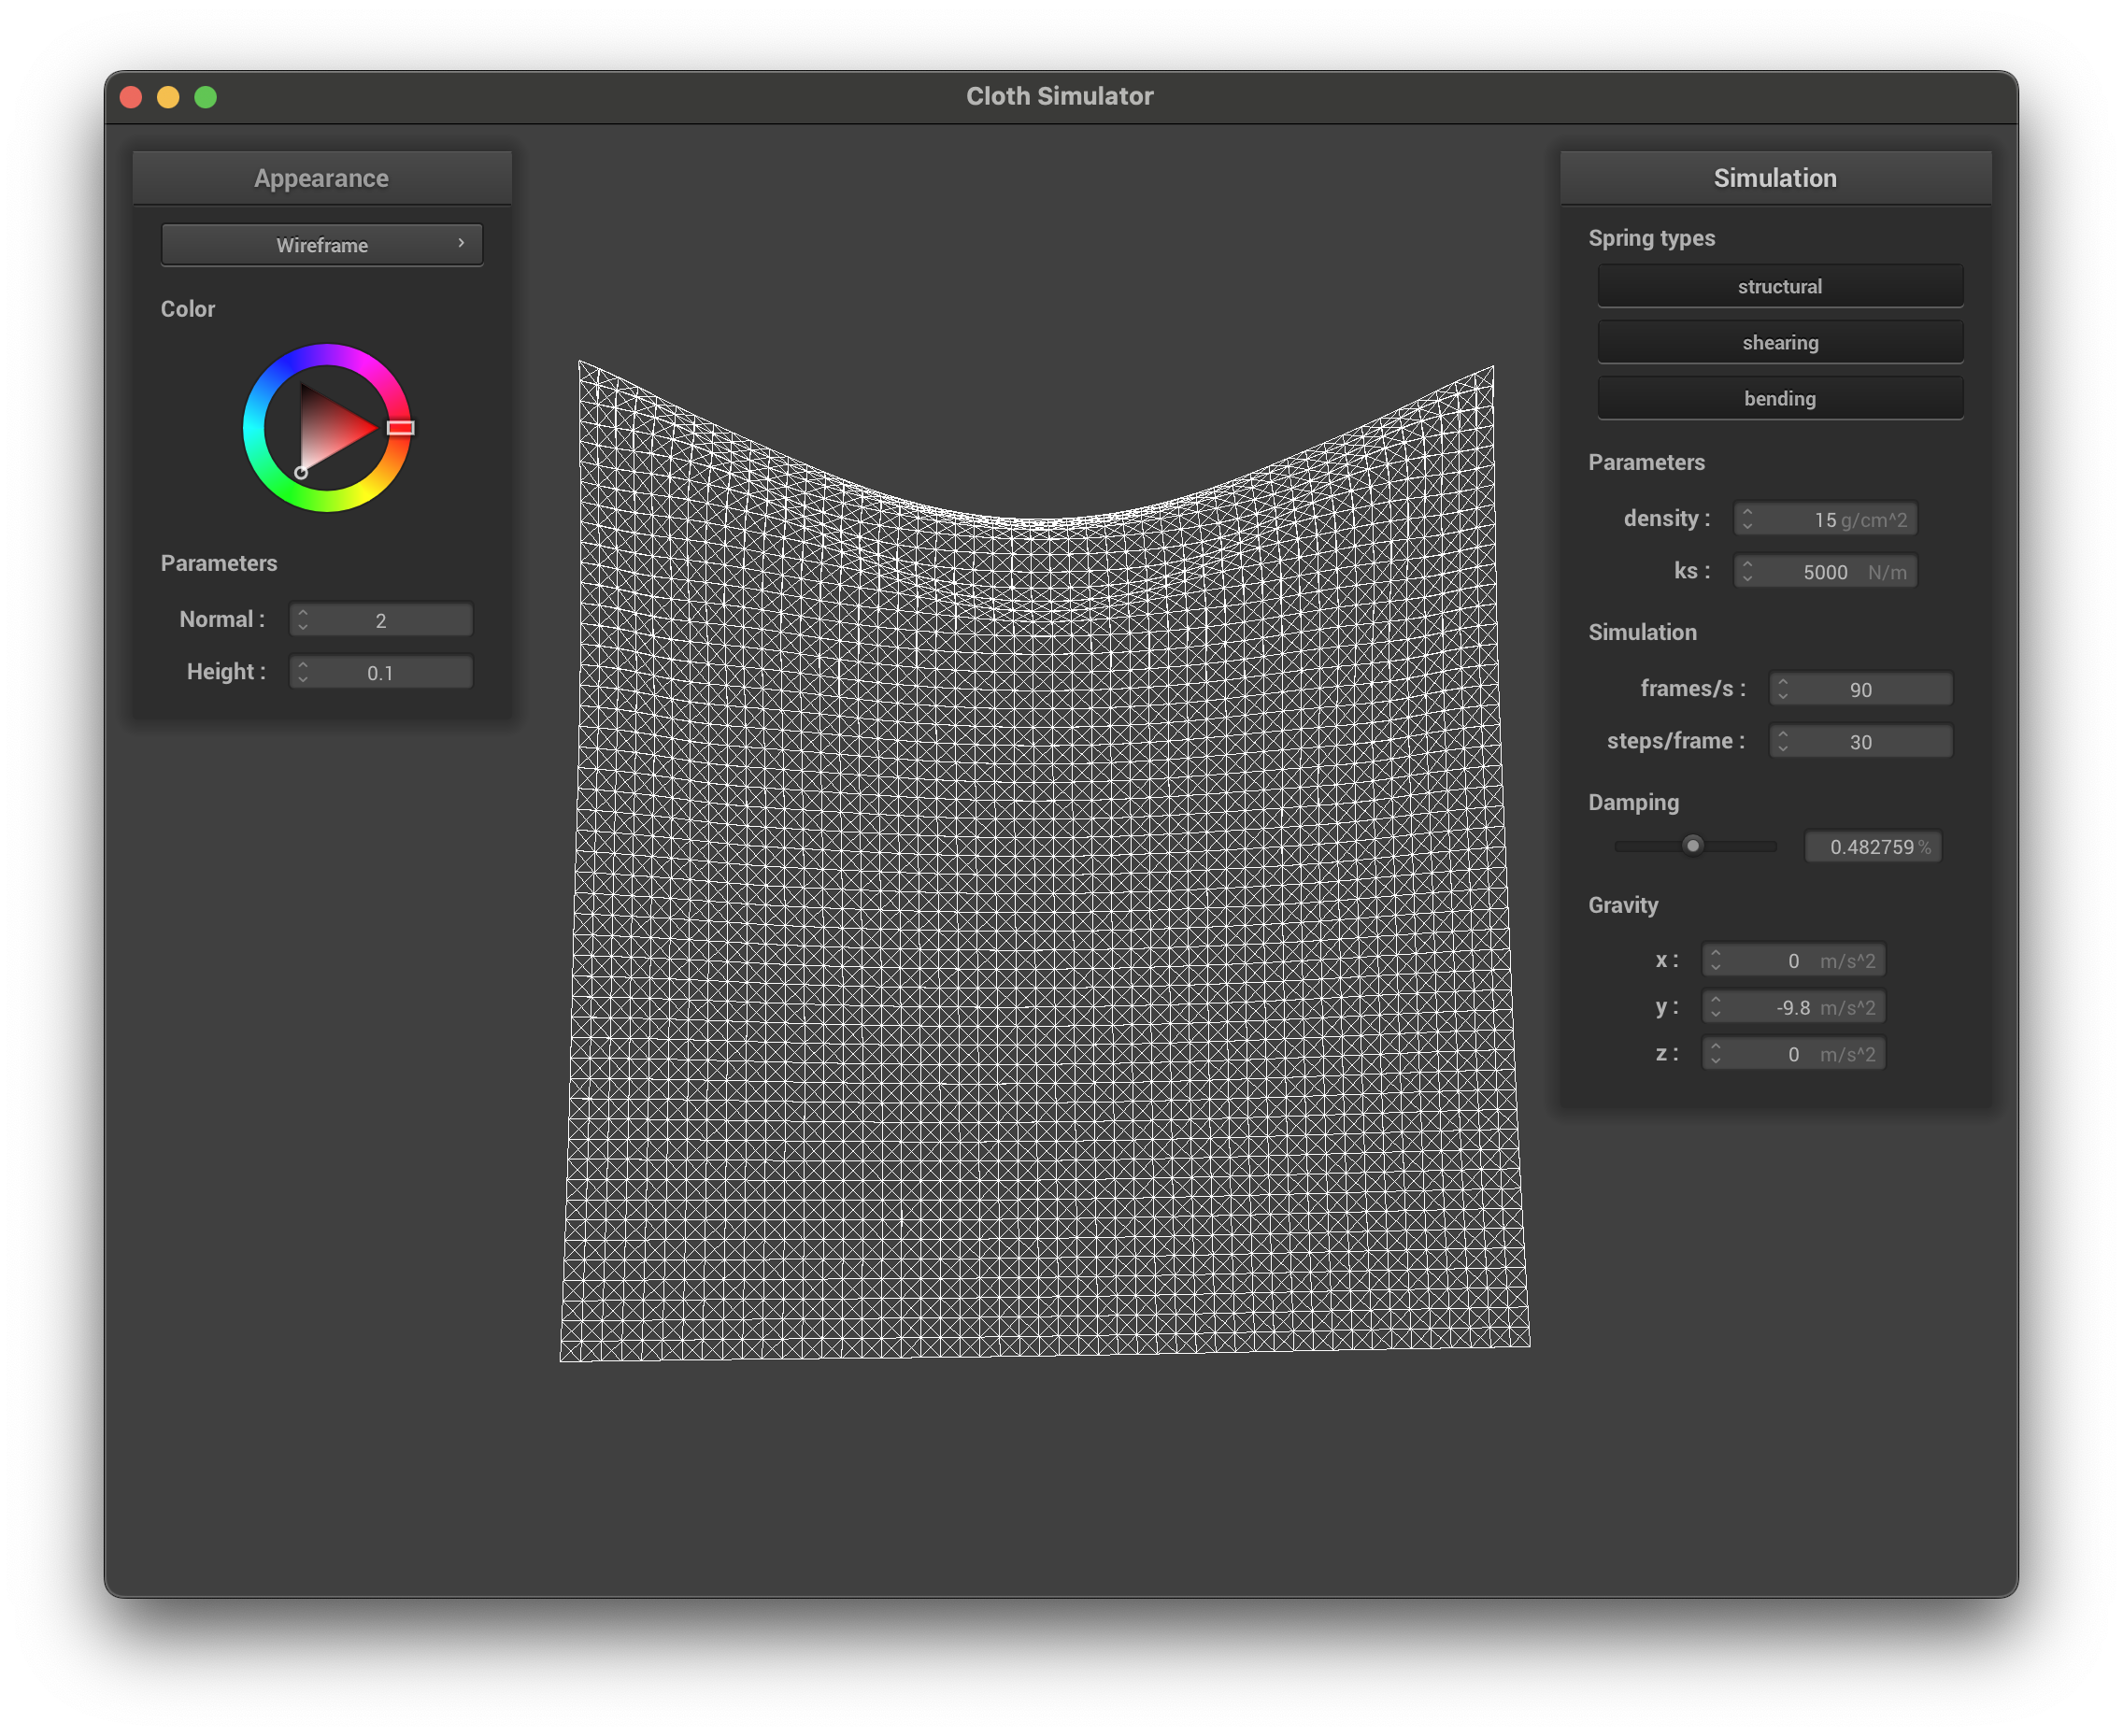 Cloth Simulator
Appearance
Wireframe
Color
Parameters
Normal : 2
Height : 0.1
Simulation
Spring types
structural
shearing
bending
Parameters
density : 15 g/cm^2
ks : 5000 N/m
Simulation
frames/s : 90
steps/frame : 30
Damping
0.482759 %
Gravity
x : 0 m/s^2
y : -9.8 m/s^2
z : 0 m/s^2